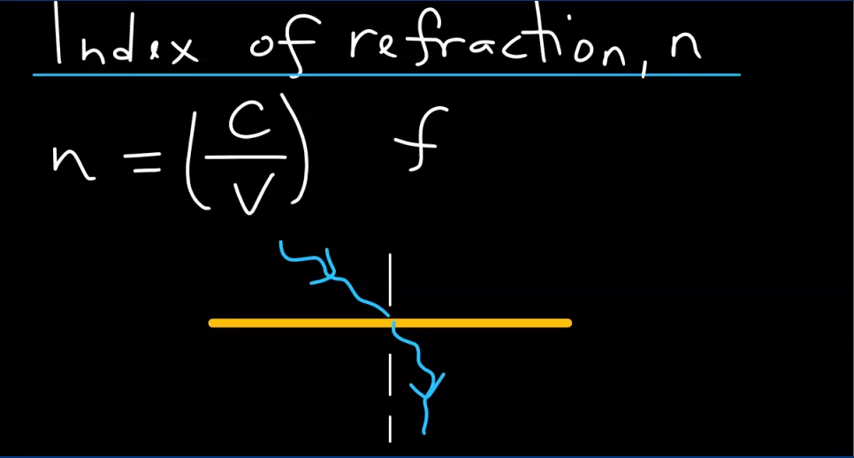 Index of refraction, n
n = (C/V) f